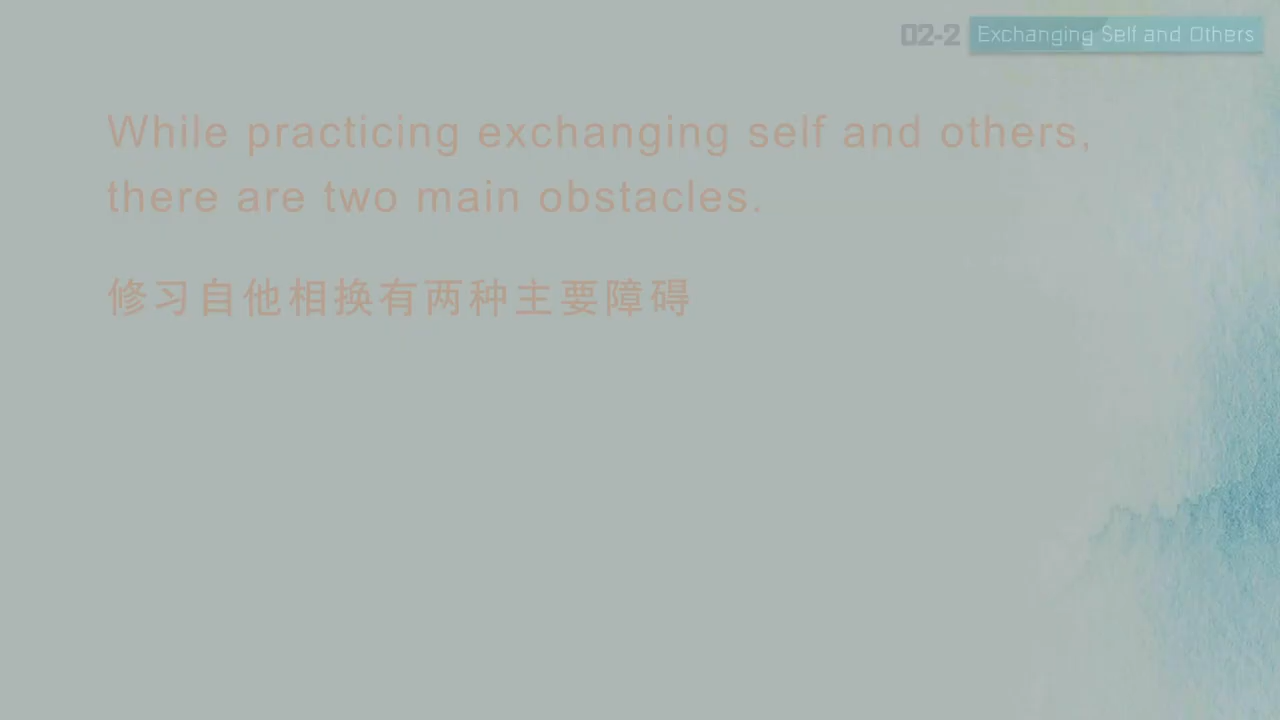 02-2 Exchanging Self and Others
While practicing exchanging self and others,
there are two main obstacles.
修习自他相换有两种主要障碍